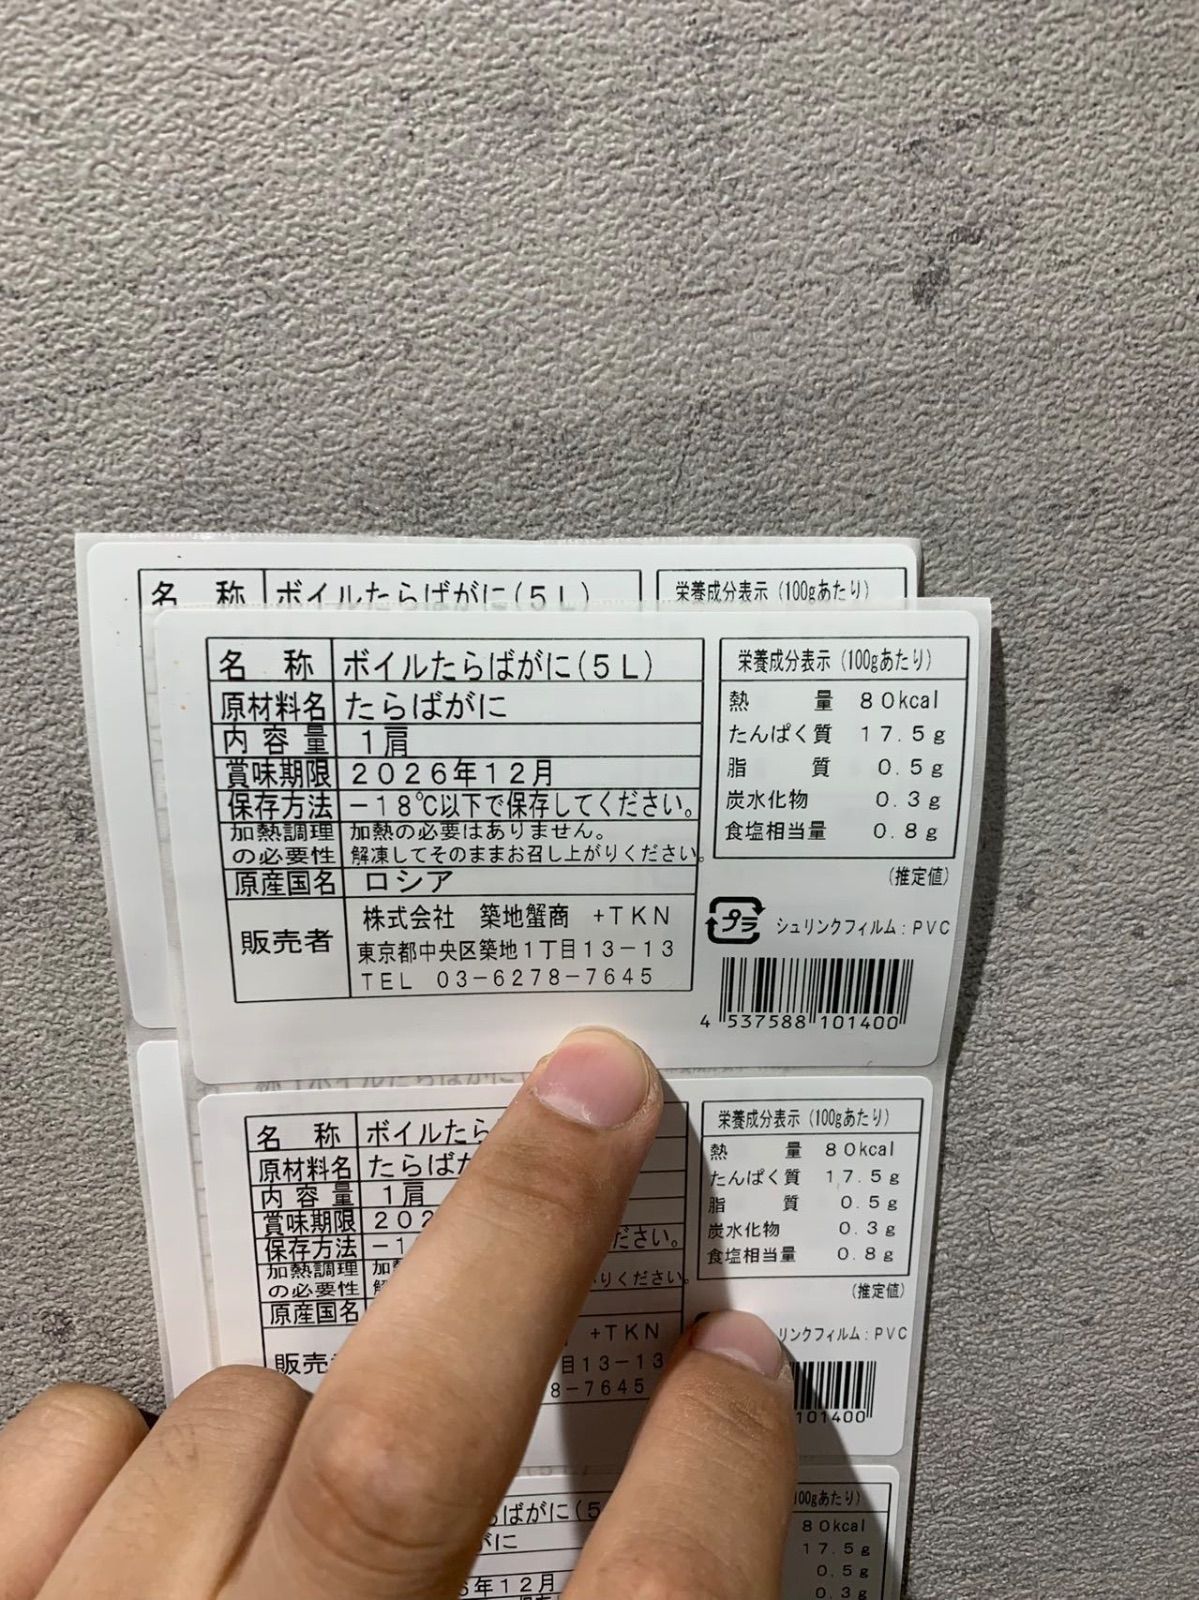 名 称 ボイルたらばがに(5L)
栄養成分表示(100gあたり)
名 称 ボイルたらばがに(5L)
原材料名 たらばがに
内容量 1肩
賞味期限 2026年12月
保存方法 -18℃以下で保存してください。
加熱調理の必要性 加熱の必要はありません。
解凍してそのままお召し上がりください。
原産国名 ロシア
販売者 株式会社 築地蟹商 +TKN
東京都中央区築地1丁目13-13
TEL 03-6278-7645
栄養成分表示(100gあたり)
熱量 80kcal
たんぱく質 17.5g
脂質 0.5g
炭水化物 0.3g
食塩相当量 0.8g
(推定値)
プラ シュリンクフィルム:PVC
4 537588 101400
名 称 ボイルたら
原材料名 たらば
内容量 1肩
賞味期限 202
保存方法 -1 ださい。
加熱調理の必要性 加
りください。
原産国名
販売 +TKN
目13-13
8-7645
栄養成分表示(100gあたり)
熱量 80kcal
たんぱく質 17.5g
脂質 0.5g
炭水化物 0.3g
食塩相当量 0.8g
(推定値)
リンクフィルム:PVC
101400
ばがに(5
がに
年12月
00gあたり)
80kcal
17.5g
0.5g
0.3g